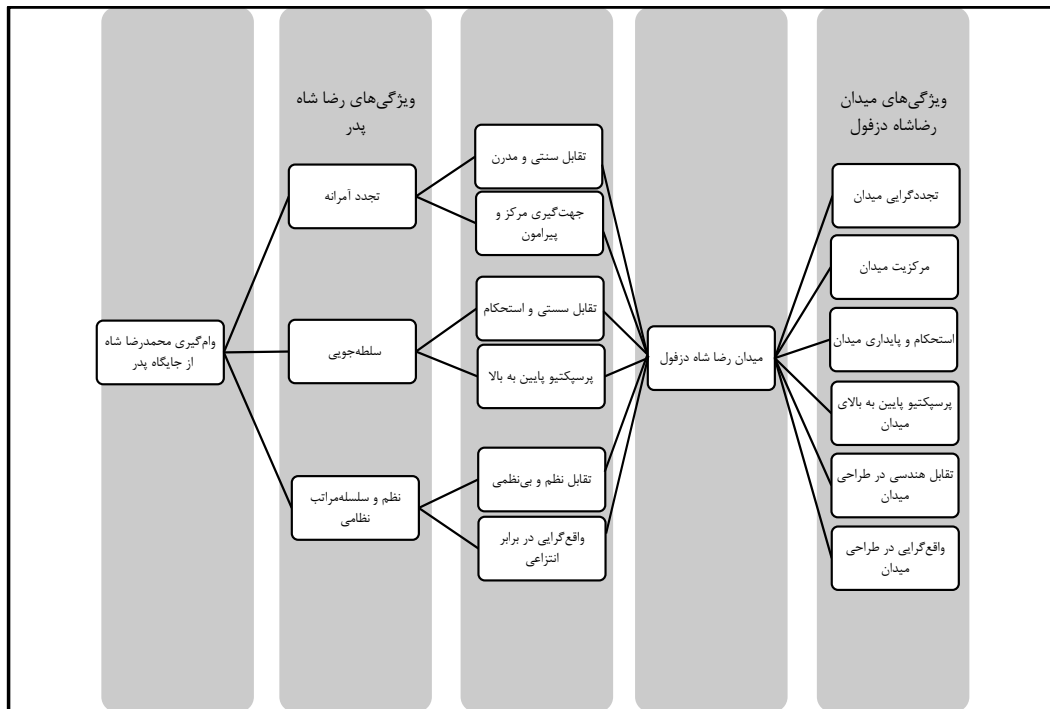 ویژگی‌های میدان
رضاشاه دزفول
تجددگرایی میدان
مرکزیت میدان
استحکام و پایداری میدان
پرسپکتیو پایین به بالای
میدان
تقابل هندسی در طراحی
میدان
واقع‌گرایی در طراحی
میدان
میدان رضا شاه دزفول
تقابل سنتی و مدرن
جهت‌گیری مرکز و
پیرامون
تقابل سستی و استحکام
پرسپکتیو پایین به بالا
تقابل نظم و بی‌نظمی
واقع‌گرایی در برابر
انتزاعی
ویژگی‌های رضا شاه
پدر
تجدد آمرانه
سلطه‌جویی
نظم و سلسله‌مراتب
نظامی
وام‌گیری محمدرضا شاه
از جایگاه پدر